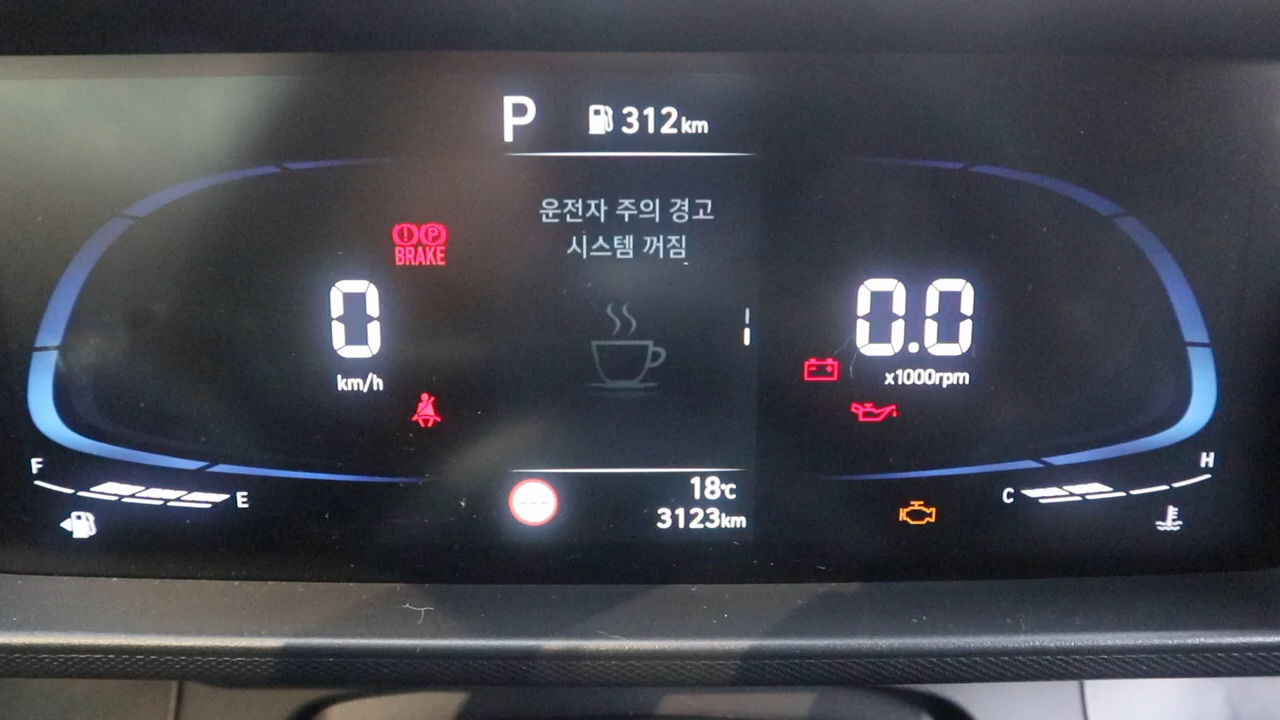 P 312km
운전자 주의 경고
시스템 꺼짐
BRAKE
0
km/h
0.0
x1000rpm
F E
18℃
3123km
C H